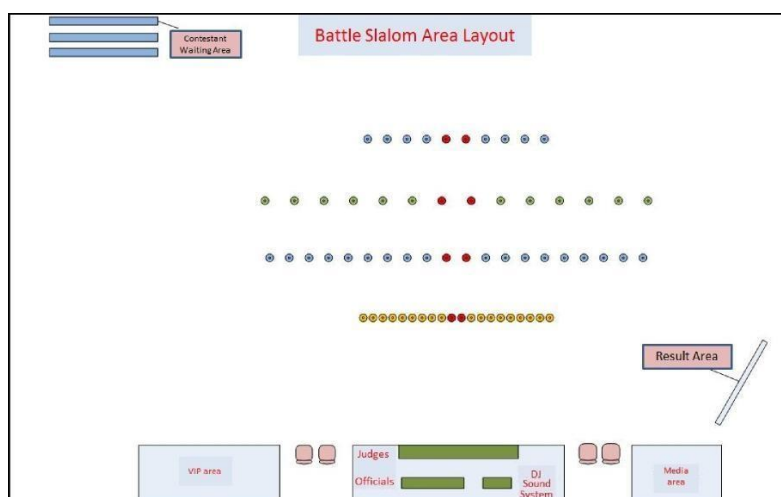 Battle Slalom Area Layout
Contestant
Waiting Area
Result Area
VIP area
Judges
Officials
DJ
Sound
System
Media
area